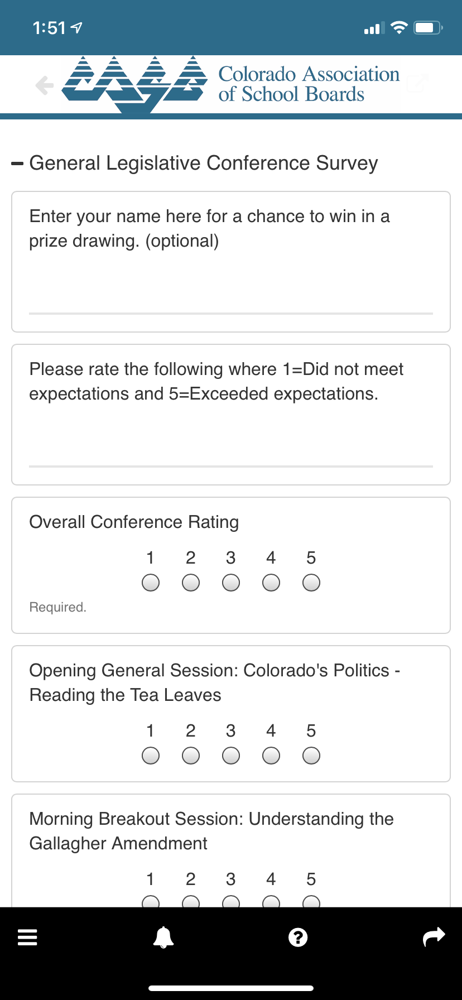 1:51
Colorado Association
of School Boards
General Legislative Conference Survey
Enter your name here for a chance to win in a
prize drawing. (optional)
Please rate the following where 1=Did not meet
expectations and 5=Exceeded expectations.
Overall Conference Rating
1 2 3 4 5
Required.
Opening General Session: Colorado's Politics -
Reading the Tea Leaves
1 2 3 4 5
Morning Breakout Session: Understanding the
Gallagher Amendment
1 2 3 4 5